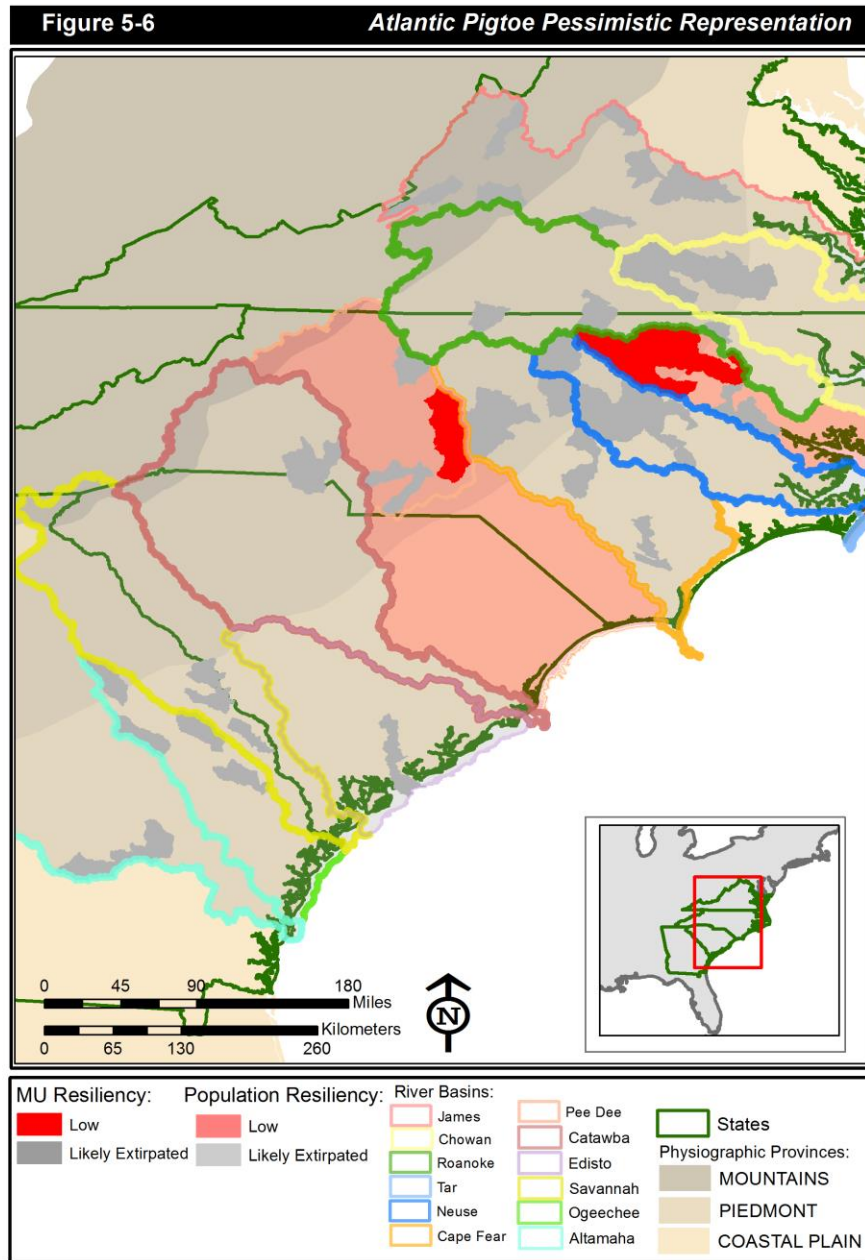 Figure 5-6 Atlantic Pigtoe Pessimistic Representation
0 45 90 180
Miles
Kilometers
0 65 130 260
N
MU Resiliency:
Low
Likely Extirpated
Population Resiliency:
Low
Likely Extirpated
River Basins:
James
Chowan
Roanoke
Tar
Neuse
Cape Fear
Pee Dee
Catawba
Edisto
Savannah
Ogeechee
Altamaha
States
Physiographic Provinces:
MOUNTAINS
PIEDMONT
COASTAL PLAIN